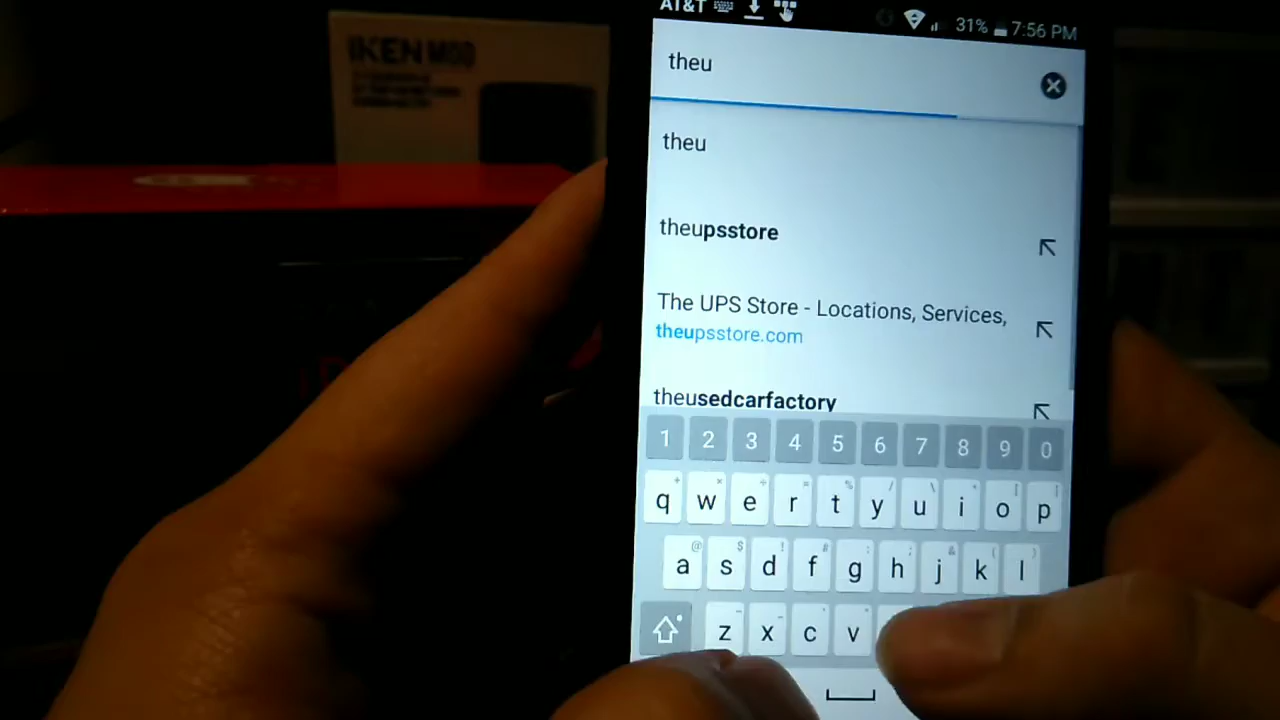 IKEN MOD
AT&T 31% 7:56 PM
theu
theu
theupsstore
The UPS Store - Locations, Services,
theupsstore.com
theusedcarfactory
1 2 3 4 5 6 7 8 9 0
q w e r t y u i o p
a s d f g h j k l
z x c v